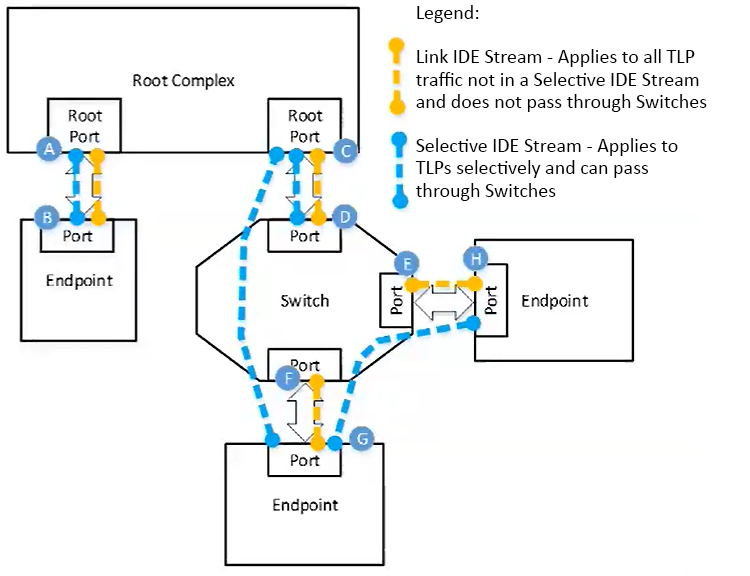 Legend:
Link IDE Stream - Applies to all TLP
traffic not in a Selective IDE Stream
and does not pass through Switches
Selective IDE Stream - Applies to
TLPs selectively and can pass
through Switches
Root Complex
Root
Port
Root
Port
A
C
B
Port
Endpoint
D
Port
Switch
E
Port
H
Port
Endpoint
Port
F
G
Port
Endpoint